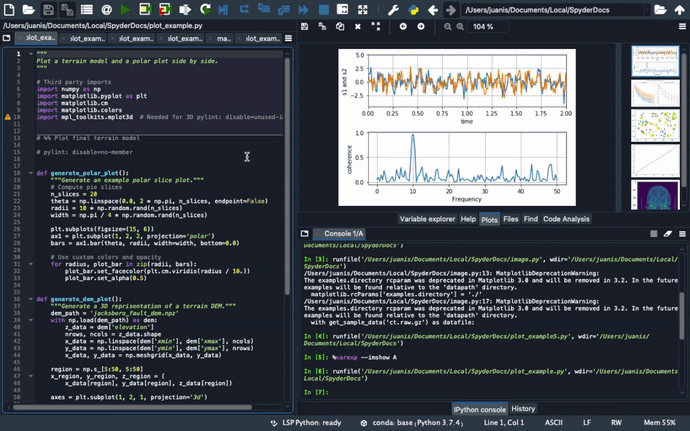 /Users/juanis/Documents/Local/SpyderDocs
/Users/juanis/Documents/Local/SpyderDocs/plot_example.py
104 %
plot_exam...
plot_exam...
plot_exam...
ma...
plot_exam...
1 """
2 Plot a terrain model and a polar plot side by side.
3 """
4
5 # Third party imports
6 import numpy as np
7 import matplotlib.pyplot as plt
8 import matplotlib.cm
9 import matplotlib.colors
10 import mpl_toolkits.mplot3d # Needed for 3D pylint: disable=unused-i
11
12
13 # %% Plot final terrain model
14
15 # pylint: disable=no-member
16
17
18 def generate_polar_plot():
19 """Generate an example polar slice plot."""
20 # Compute pie slices
21 n_slices = 20
22 theta = np.linspace(0.0, 2 * np.pi, n_slices, endpoint=False)
23 radii = 10 * np.random.rand(n_slices)
24 width = np.pi / 4 * np.random.rand(n_slices)
25
26 plt.subplots(figsize=(15, 6))
27 ax1 = plt.subplot(1, 2, 2, projection='polar')
28 bars = ax1.bar(theta, radii, width=width, bottom=0.0)
29
30 # Use custom colors and opacity
31 for radius, plot_bar in zip(radii, bars):
32 plot_bar.set_facecolor(plt.cm.viridis(radius / 10.))
33 plot_bar.set_alpha(0.5)
34
35
36 def generate_dem_plot():
37 """Generate a 3D representation of a terrain DEM."""
38 dem_path = 'jacksboro_fault_dem.npz'
39 with np.load(dem_path) as dem:
40 z_data = dem['elevation']
41 nrows, ncols = z_data.shape
42 x_data = np.linspace(dem['xmin'], dem['xmax'], ncols)
43 y_data = np.linspace(dem['ymin'], dem['ymax'], nrows)
44 x_data, y_data = np.meshgrid(x_data, y_data)
45
46 region = np.s_[5:50, 5:50]
47 x_region, y_region, z_region = (
48 x_data[region], y_data[region], z_data[region])
49
50 axes = plt.subplot(1, 2, 1, projection='3d')
s1 and s2
5.0
2.5
0.0
-2.5
-5.0
0.00 0.25 0.50 0.75 1.00 1.25 1.50 1.75 2.00
time
coherence
1.0
0.5
0.0
0 10 20 30 40 50
Frequency
Variable explorer Help Plots Files Find Code Analysis
Console 1/A
Documents/Local/SpyderDocs')
In [3]: runfile('/Users/juanis/Documents/Local/SpyderDocs/image.py', wdir='/Users/juanis/
Documents/Local/SpyderDocs')
/Users/juanis/Documents/Local/SpyderDocs/image.py:13: MatplotlibDeprecationWarning:
The examples.directory rcparam was deprecated in Matplotlib 3.0 and will be removed in 3.2. In the future
examples will be found relative to the 'datapath' directory.
matplotlib.rcParams['examples.directory'] = './'
/Users/juanis/Documents/Local/SpyderDocs/image.py:17: MatplotlibDeprecationWarning:
The examples.directory rcparam was deprecated in Matplotlib 3.0 and will be removed in 3.2. In the future
examples will be found relative to the 'datapath' directory.
with get_sample_data('ct.raw.gz') as datafile:
In [4]: runfile('/Users/juanis/Documents/Local/SpyderDocs/plot_example5.py', wdir='/Users/juanis/
Documents/Local/SpyderDocs')
In [5]: %varexp --imshow A
In [6]: runfile('/Users/juanis/Documents/Local/SpyderDocs/plot_example.py', wdir='/Users/juanis/Documents/
Local/SpyderDocs')
In [7]:
IPython console History
LSP Python: ready conda: base (Python 3.7.4) Line 1, Col 1 ASCII LF RW Mem 55%